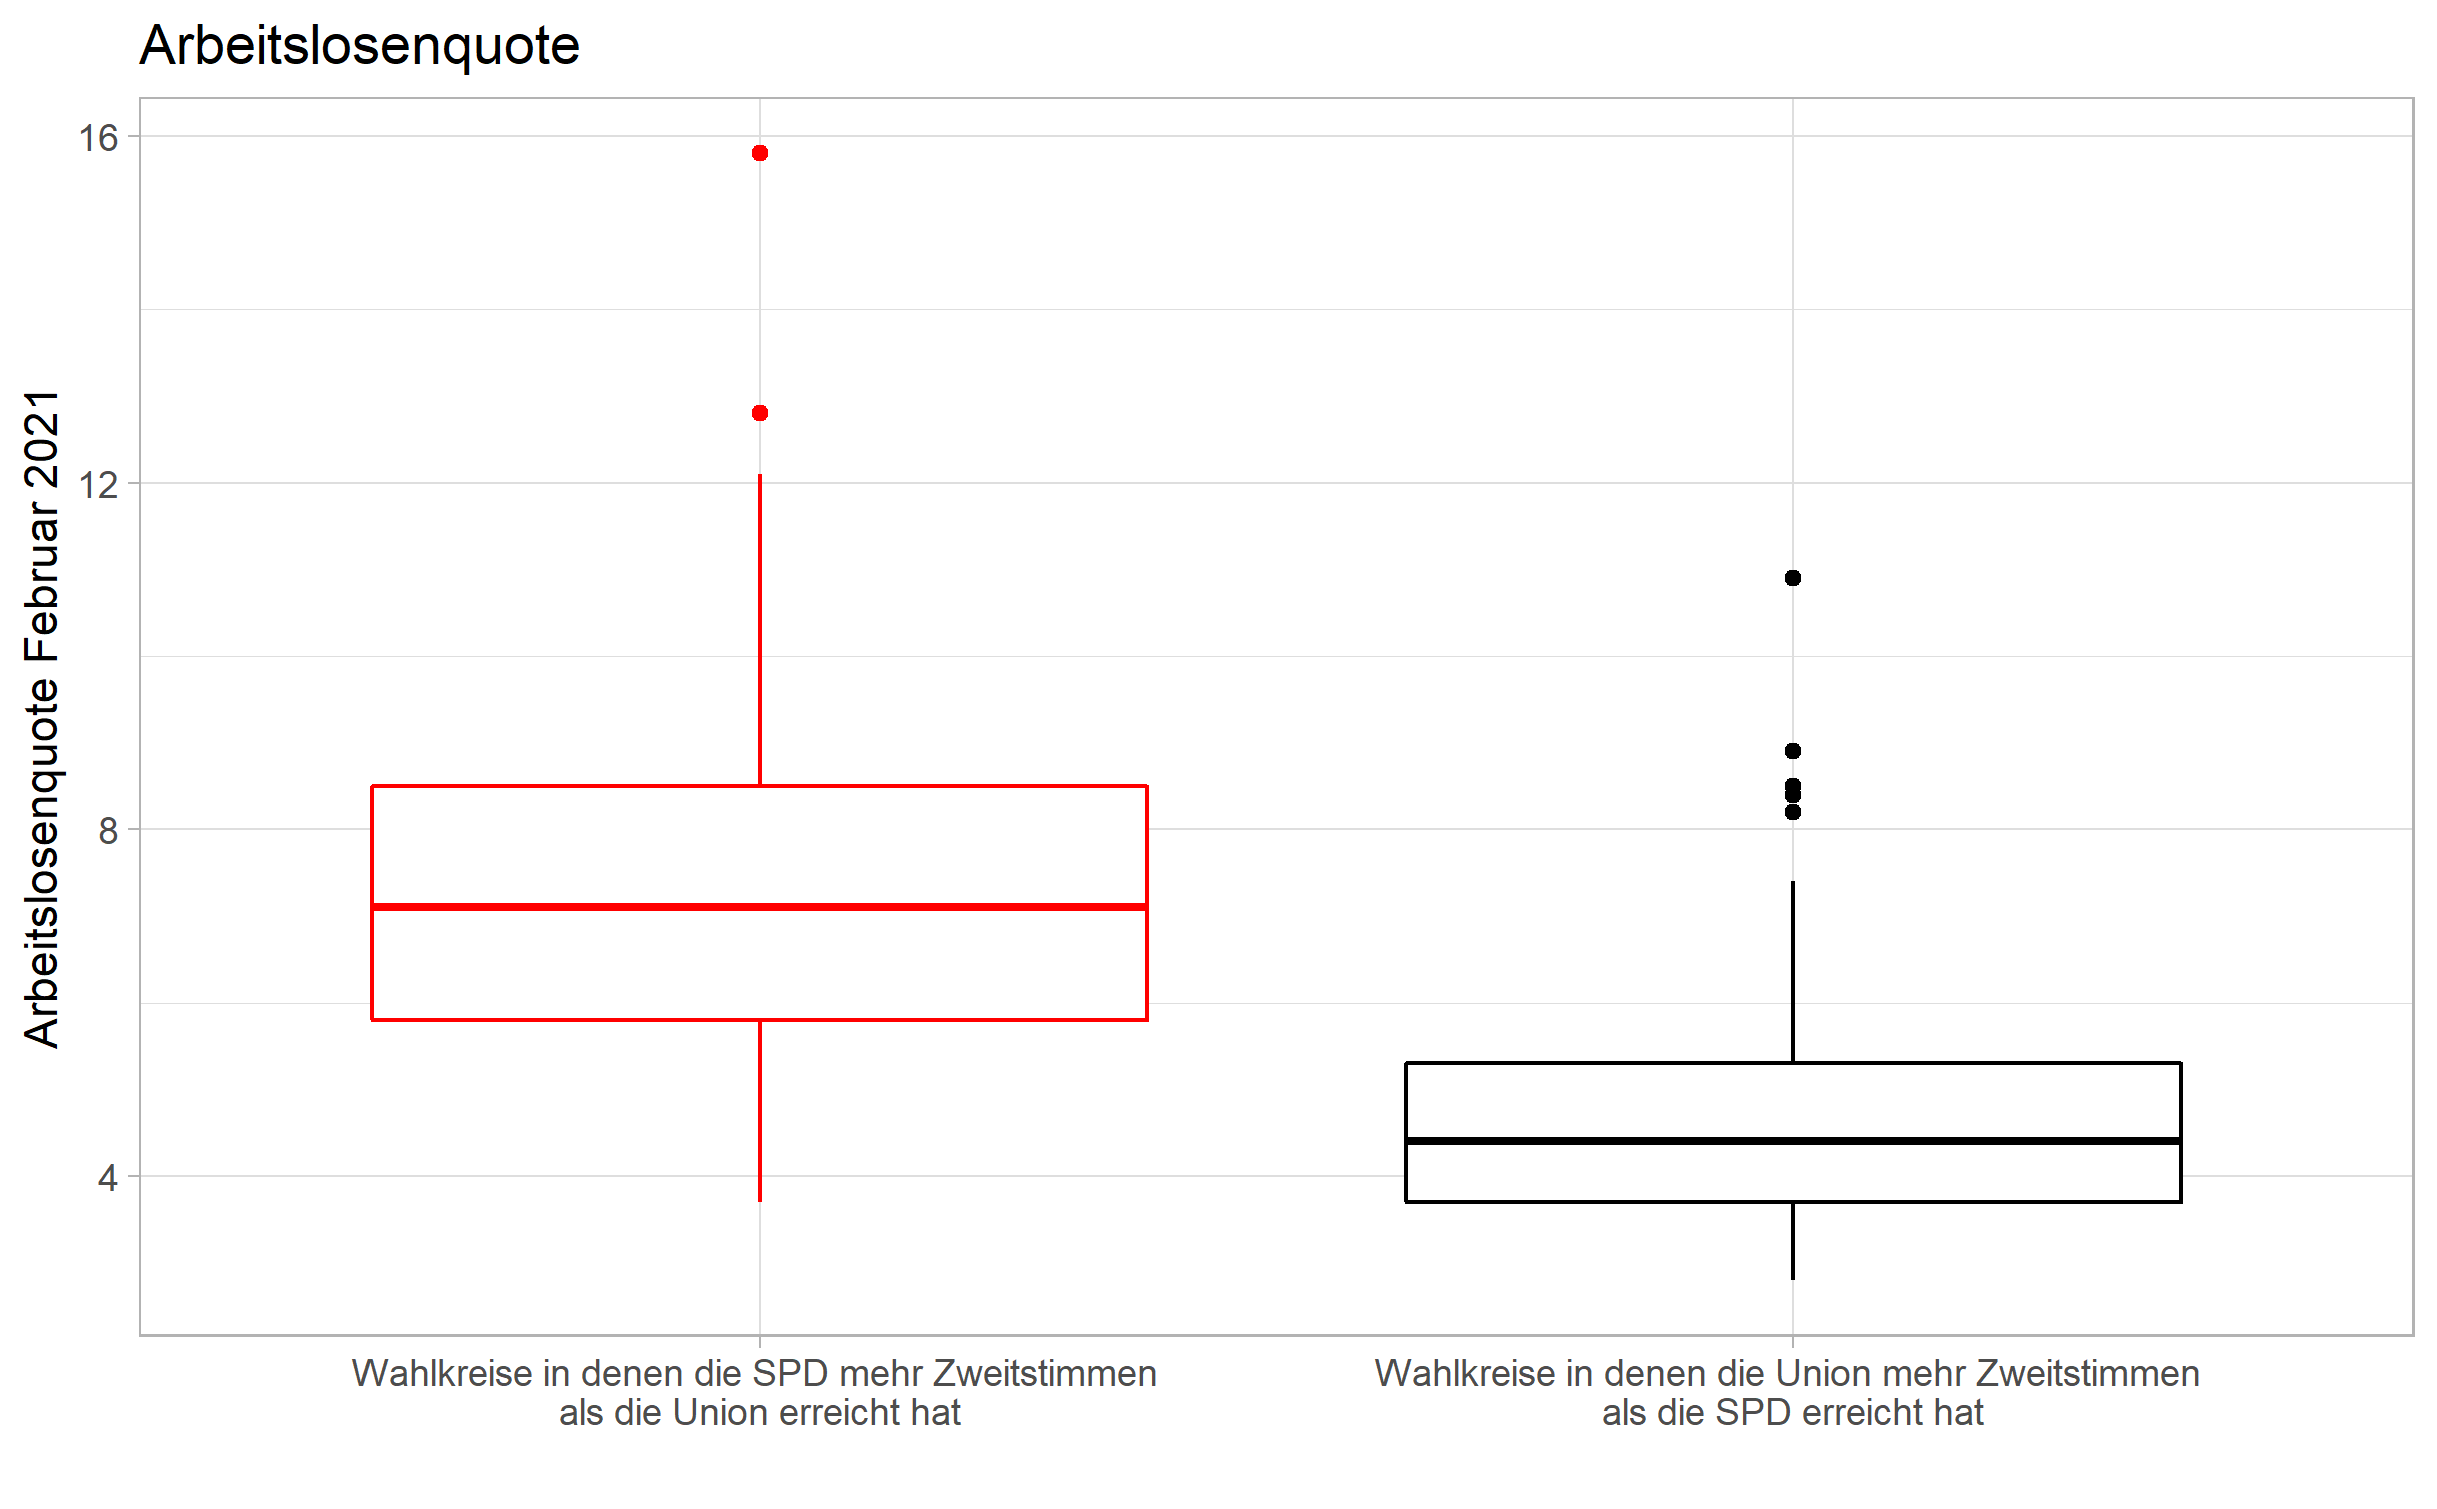 Arbeitslosenquote
Arbeitslosenquote Februar 2021
16
12
8
4
Wahlkreise in denen die SPD mehr Zweitstimmen
als die Union erreicht hat
Wahlkreise in denen die Union mehr Zweitstimmen
als die SPD erreicht hat